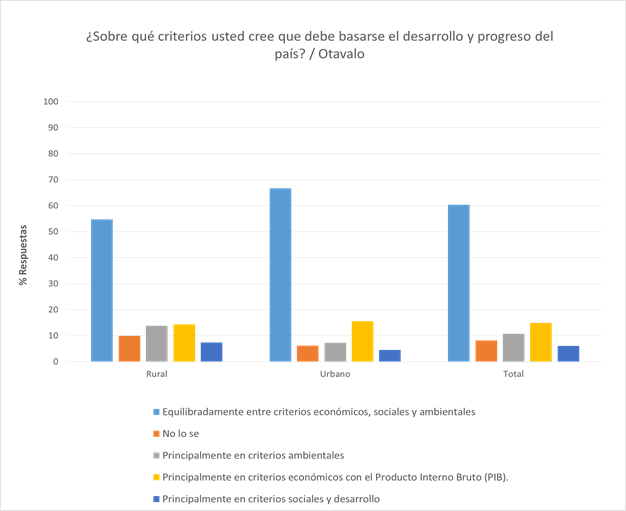 ¿Sobre qué criterios usted cree que debe basarse el desarrollo y progreso del
país? / Otavalo
100
90
80
70
60
50
40
30
20
10
0
% Respuestas
Rural
Urbano
Total
Equilibradamente entre criterios económicos, sociales y ambientales
No lo se
Principalmente en criterios ambientales
Principalmente en criterios económicos con el Producto Interno Bruto (PIB).
Principalmente en criterios sociales y desarrollo